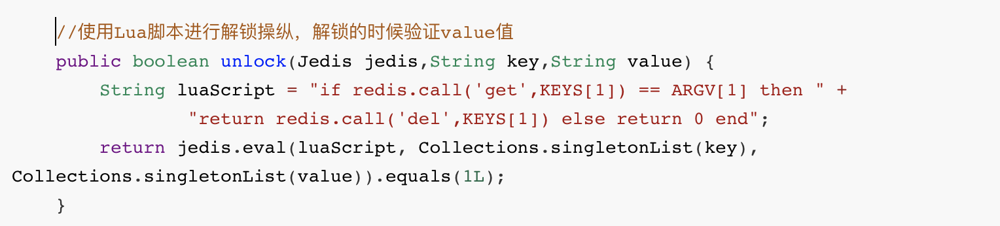 //使用Lua脚本进行解锁操纵，解锁的时候验证value值
public boolean unlock(Jedis jedis,String key,String value) {
String luaScript = "if redis.call('get',KEYS[1]) == ARGV[1] then " +
"return redis.call('del',KEYS[1]) else return 0 end";
return jedis.eval(luaScript, Collections.singletonList(key),
Collections.singletonList(value)).equals(1L);
}